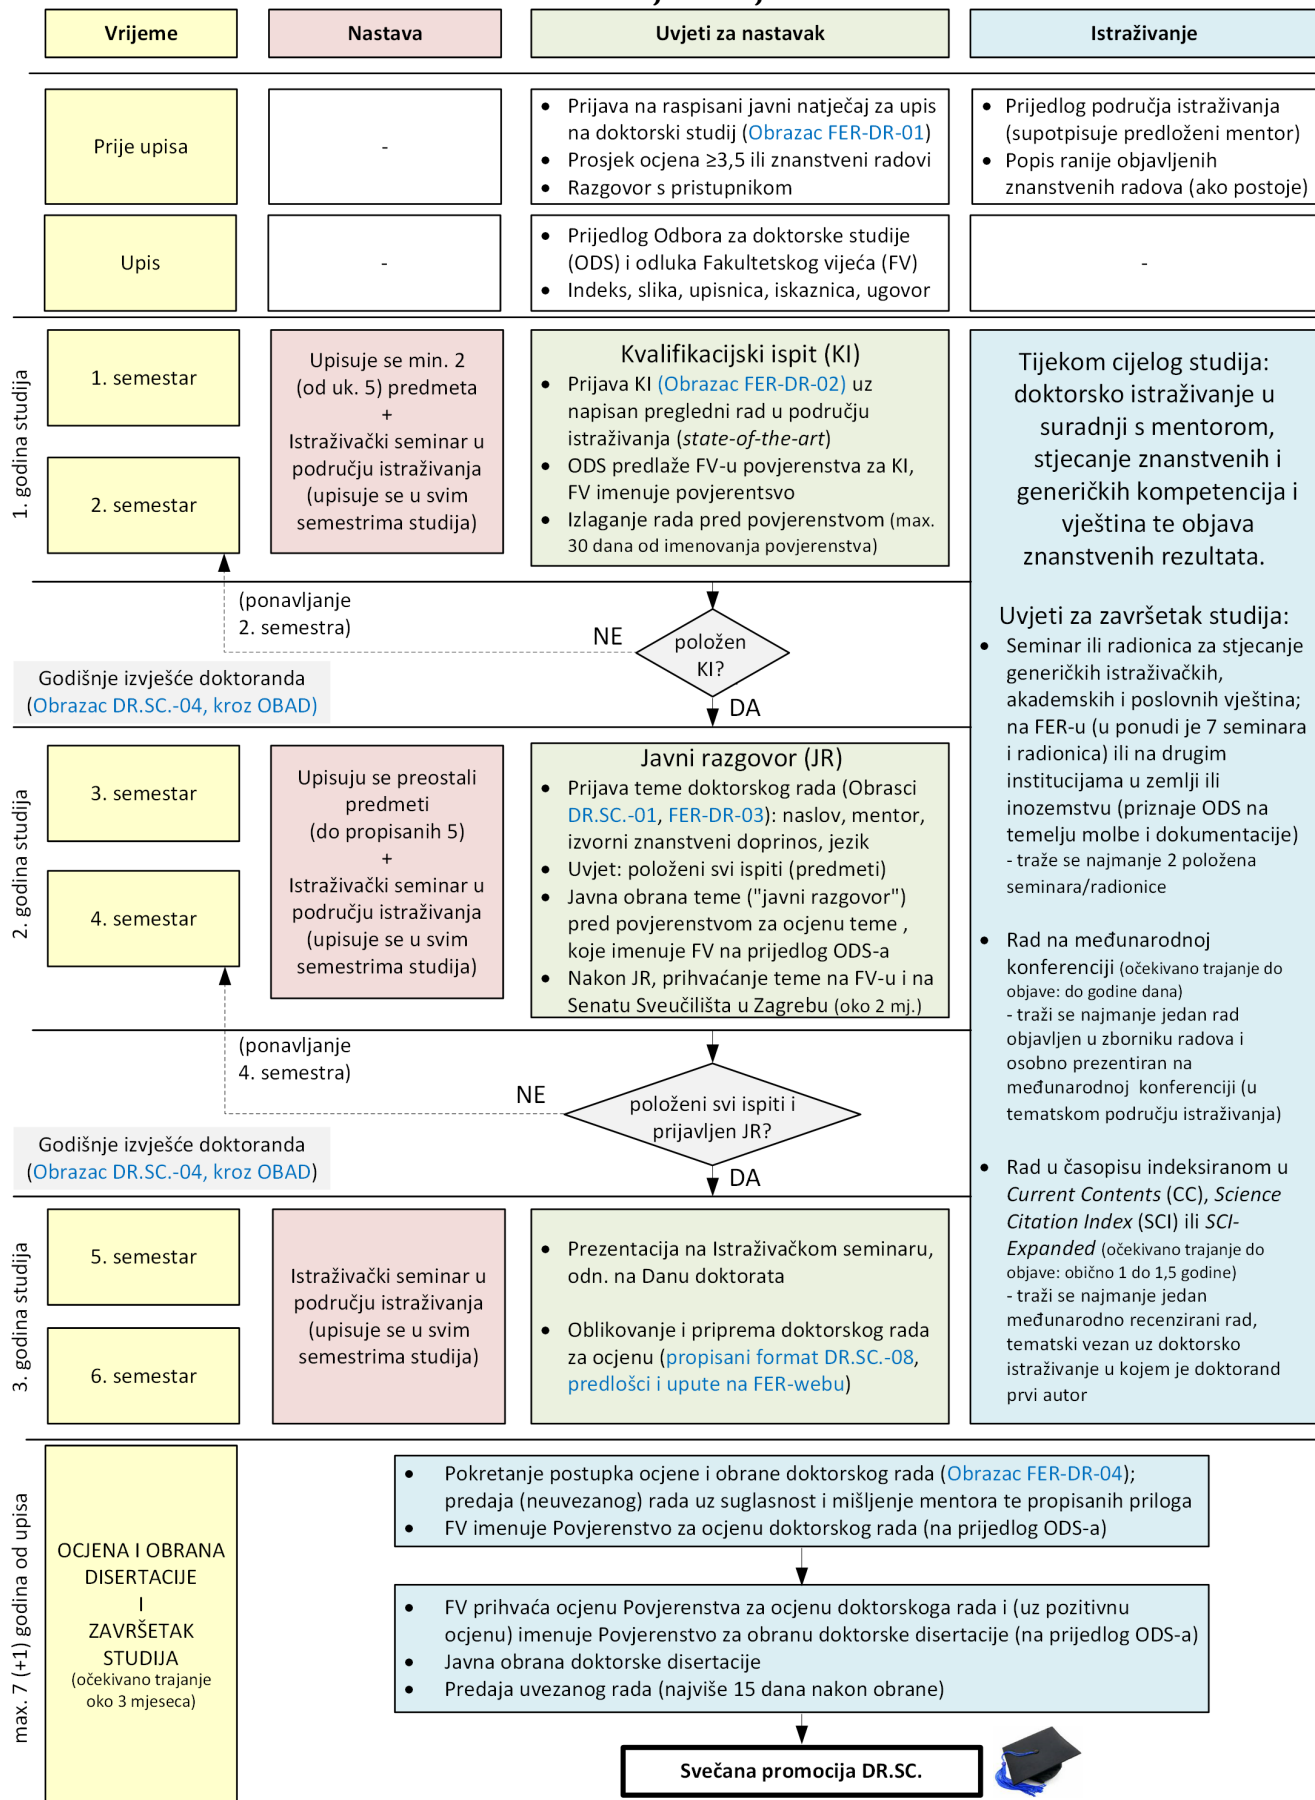 Vrijeme
Nastava
Uvjeti za nastavak
Istraživanje
Prije upisa
-
• Prijava na raspisani javni natječaj za upis
na doktorski studij (Obrazac FER-DR-01)
• Prosjek ocjena ≥3,5 ili znanstveni radovi
• Razgovor s pristupnikom
• Prijedlog područja istraživanja
(supotpisuje predloženi mentor)
• Popis ranije objavljenih
znanstvenih radova (ako postoje)
Upis
-
• Prijedlog Odbora za doktorske studije
(ODS) i odluka Fakultetskog vijeća (FV)
• Indeks, slika, upisnica, iskaznica, ugovor
-
1. godina studija
1. semestar
2. semestar
Upisuje se min. 2
(od uk. 5) predmeta
+
Istraživački seminar u
području istraživanja
(upisuje se u svim
semestrima studija)
Kvalifikacijski ispit (KI)
• Prijava KI (Obrazac FER-DR-02) uz
napisan pregledni rad u području
istraživanja (state-of-the-art)
• ODS predlaže FV-u povjerenstva za KI,
FV imenuje povjerentsvo
• Izlaganje rada pred povjerenstvom (max.
30 dana od imenovanja povjerenstva)
Tijekom cijelog studija:
doktorsko istraživanje u
suradnji s mentorom,
stjecanje znanstvenih i
generičkih kompetencija i
vještina te objava
znanstvenih rezultata.
Uvjeti za završetak studija:
• Seminar ili radionica za stjecanje
generičkih istraživačkih,
akademskih i poslovnih vještina;
na FER-u (u ponudi je 7 seminara
i radionica) ili na drugim
institucijama u zemlji ili
inozemstvu (priznaje ODS na
temelju molbe i dokumentacije)
- traže se najmanje 2 položena
seminara/radionice
• Rad na međunarodnoj
konferenciji (očekivano trajanje do
objave: do godine dana)
- traži se najmanje jedan rad
objavljen u zborniku radova i
osobno prezentiran na
međunarodnoj konferenciji (u
tematskom području istraživanja)
• Rad u časopisu indeksiranom u
Current Contents (CC), Science
Citation Index (SCI) ili SCI-
Expanded (očekivano trajanje do
objave: obično 1 do 1,5 godine)
- traži se najmanje jedan
međunarodno recenzirani rad,
tematski vezan uz doktorsko
istraživanje u kojem je doktorand
prvi autor
(ponavljanje
2. semestra)
NE
položen
KI?
DA
Godišnje izvješće doktoranda
(Obrazac DR.SC.-04, kroz OBAD)
2. godina studija
3. semestar
4. semestar
Upisuju se preostali
predmeti
(do propisanih 5)
+
Istraživački seminar u
području istraživanja
(upisuje se u svim
semestrima studija)
Javni razgovor (JR)
• Prijava teme doktorskog rada (Obrasci
DR.SC.-01, FER-DR-03): naslov, mentor,
izvorni znanstveni doprinos, jezik
• Uvjet: položeni svi ispiti (predmeti)
• Javna obrana teme ("javni razgovor")
pred povjerenstvom za ocjenu teme ,
koje imenuje FV na prijedlog ODS-a
• Nakon JR, prihvaćanje teme na FV-u i na
Senatu Sveučilišta u Zagrebu (oko 2 mj.)
(ponavljanje
4. semestra)
NE
položeni svi ispiti i
prijavljen JR?
DA
Godišnje izvješće doktoranda
(Obrazac DR.SC.-04, kroz OBAD)
3. godina studija
5. semestar
6. semestar
Istraživački seminar u
području istraživanja
(upisuje se u svim
semestrima studija)
• Prezentacija na Istraživačkom seminaru,
odn. na Danu doktorata
• Oblikovanje i priprema doktorskog rada
za ocjenu (propisani format DR.SC.-08,
predlošci i upute na FER-webu)
max. 7 (+1) godina od upisa
OCJENA I OBRANA
DISERTACIJE
I
ZAVRŠETAK
STUDIJA
(očekivano trajanje
oko 3 mjeseca)
• Pokretanje postupka ocjene i obrane doktorskog rada (Obrazac FER-DR-04);
predaja (neuvezanog) rada uz suglasnost i mišljenje mentora te propisanih priloga
• FV imenuje Povjerenstvo za ocjenu doktorskog rada (na prijedlog ODS-a)
• FV prihvaća ocjenu Povjerenstva za ocjenu doktorskoga rada i (uz pozitivnu
ocjenu) imenuje Povjerenstvo za obranu doktorske disertacije (na prijedlog ODS-a)
• Javna obrana doktorske disertacije
• Predaja uvezanog rada (najviše 15 dana nakon obrane)
Svečana promocija DR.SC.